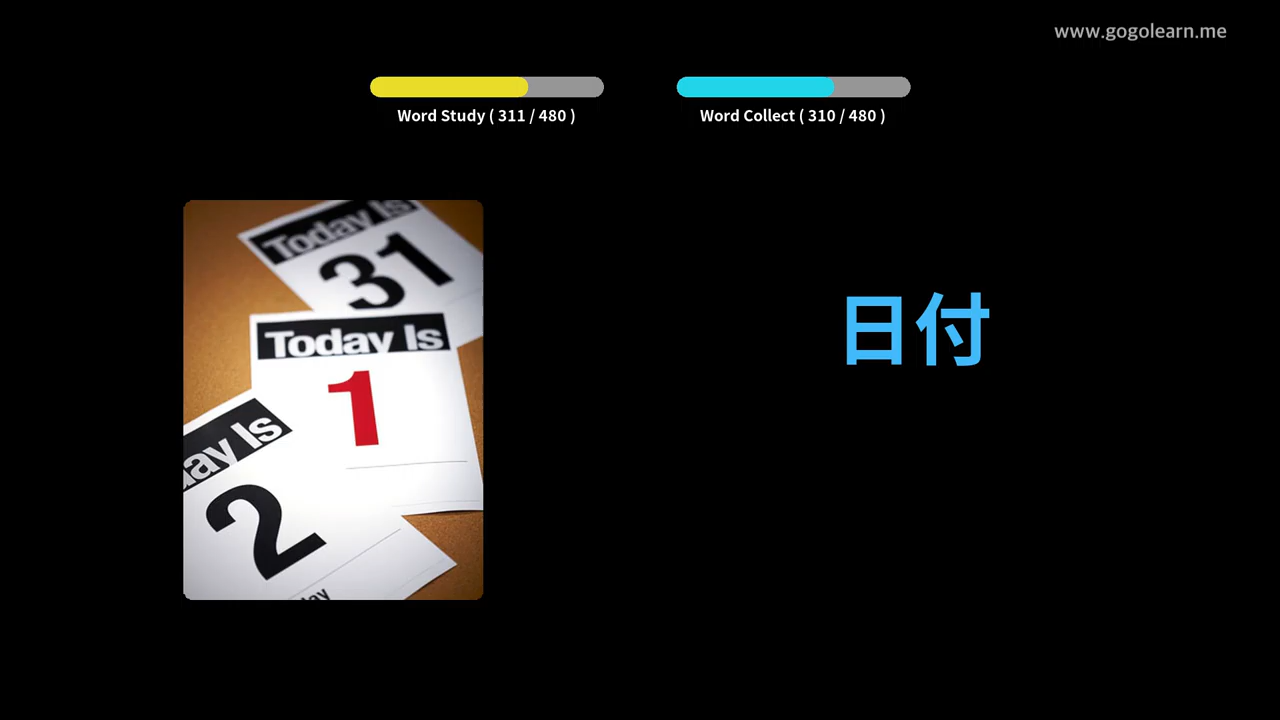 www.gogolearn.me
Word Study ( 311 / 480 )
Word Collect ( 310 / 480 )
Today Is
31
Today Is
1
ay Is
2
日付